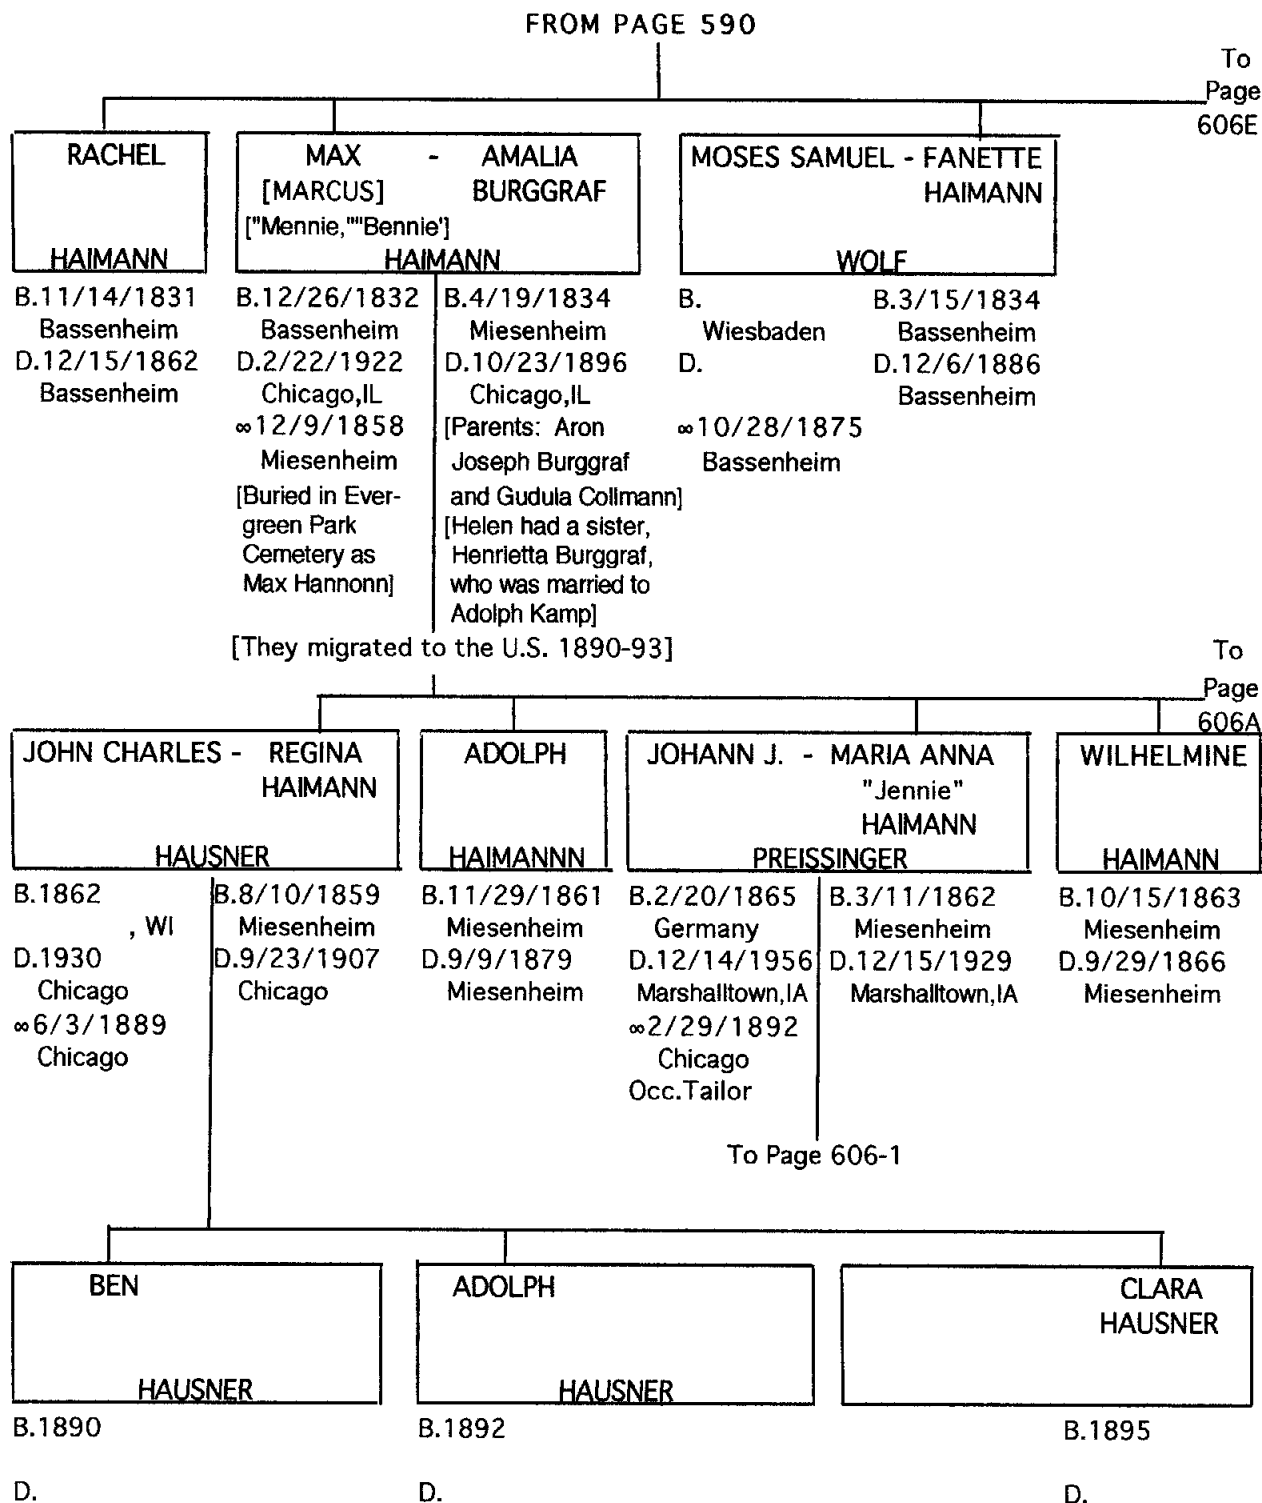 FROM PAGE 590
To
Page
606E
RACHEL
HAIMANN
B.11/14/1831
Bassenheim
D.12/15/1862
Bassenheim
MAX - AMALIA
[MARCUS] BURGGRAF
["Mennie,""Bennie']
HAIMANN
B.12/26/1832
Bassenheim
D.2/22/1922
Chicago,IL
∞12/9/1858
Miesenheim
[Buried in Ever-
green Park
Cemetery as
Max Hannonn]
B.4/19/1834
Miesenheim
D.10/23/1896
Chicago,IL
[Parents: Aron
Joseph Burggraf
and Gudula Collmann]
[Helen had a sister,
Henrietta Burggraf,
who was married to
Adolph Kamp]
[They migrated to the U.S. 1890-93]
MOSES SAMUEL - FANETTE
HAIMANN
WOLF
B.
Wiesbaden
D.
∞10/28/1875
Bassenheim
B.3/15/1834
Bassenheim
D.12/6/1886
Bassenheim
To
Page
606A
JOHN CHARLES - REGINA
HAIMANN
HAUSNER
B.1862
, WI
D.1930
Chicago
∞6/3/1889
Chicago
B.8/10/1859
Miesenheim
D.9/23/1907
Chicago
ADOLPH
HAIMANNN
B.11/29/1861
Miesenheim
D.9/9/1879
Miesenheim
JOHANN J. - MARIA ANNA
"Jennie"
HAIMANN
PREISSINGER
B.2/20/1865
Germany
D.12/14/1956
Marshalltown,IA
∞2/29/1892
Chicago
Occ.Tailor
B.3/11/1862
Miesenheim
D.12/15/1929
Marshalltown,IA
To Page 606-1
WILHELMINE
HAIMANN
B.10/15/1863
Miesenheim
D.9/29/1866
Miesenheim
BEN
HAUSNER
B.1890
D.
ADOLPH
HAUSNER
B.1892
D.
CLARA
HAUSNER
B.1895
D.